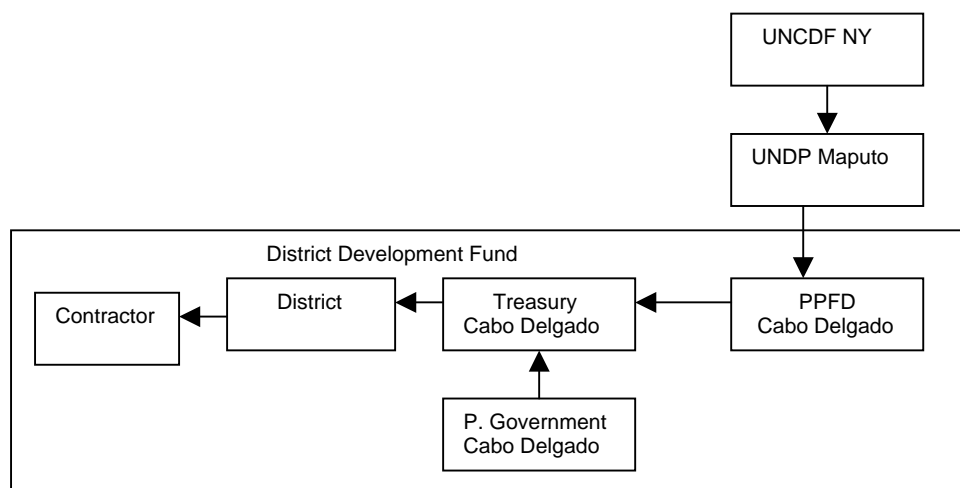 UNCDF NY
UNDP Maputo
District Development Fund
Contractor
District
Treasury
Cabo Delgado
PPFD
Cabo Delgado
P. Government
Cabo Delgado